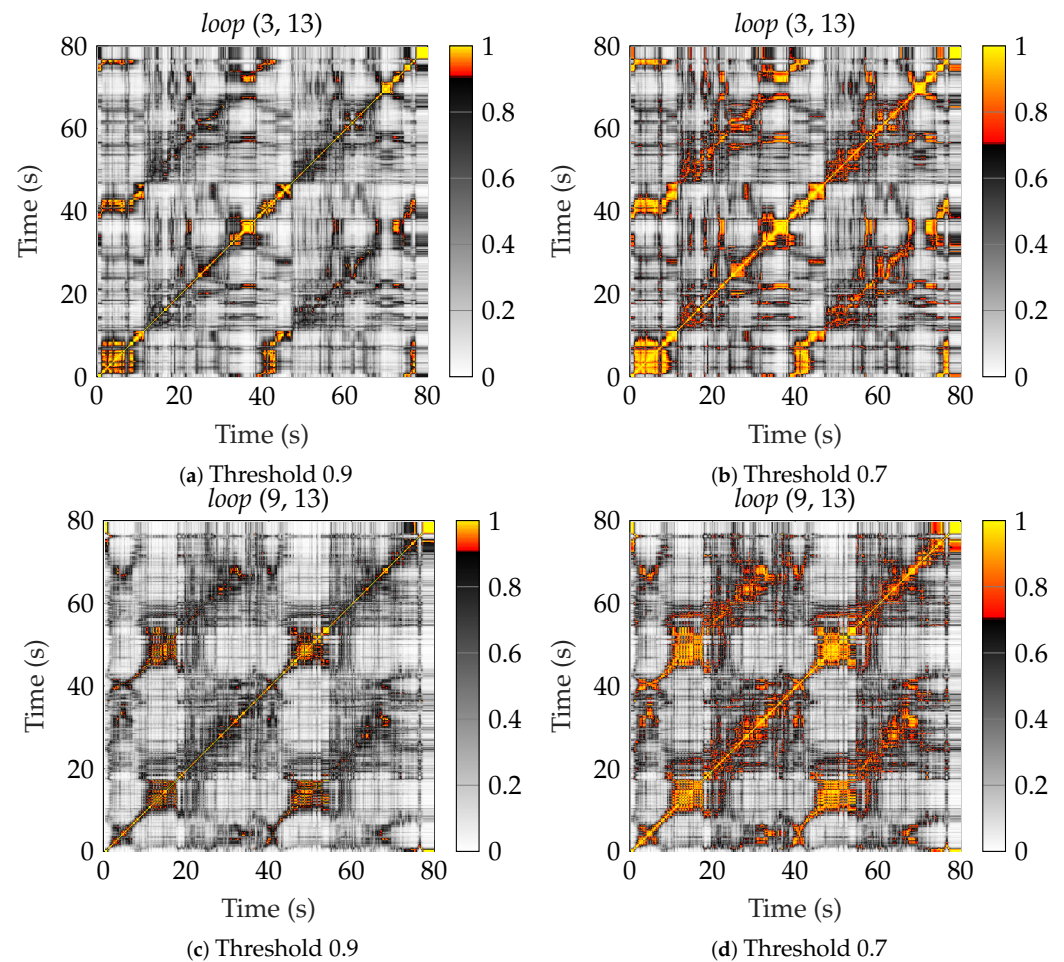 loop (3, 13)
80
60
40
20
0
Time (s)
0 20 40 60 80
Time (s)
1
0.8
0.6
0.4
0.2
0
(a) Threshold 0.9
loop (3, 13)
80
60
40
20
0
Time (s)
0 20 40 60 80
Time (s)
1
0.8
0.6
0.4
0.2
0
(b) Threshold 0.7
loop (9, 13)
80
60
40
20
0
Time (s)
0 20 40 60 80
Time (s)
1
0.8
0.6
0.4
0.2
0
(c) Threshold 0.9
loop (9, 13)
80
60
40
20
0
Time (s)
0 20 40 60 80
Time (s)
1
0.8
0.6
0.4
0.2
0
(d) Threshold 0.7